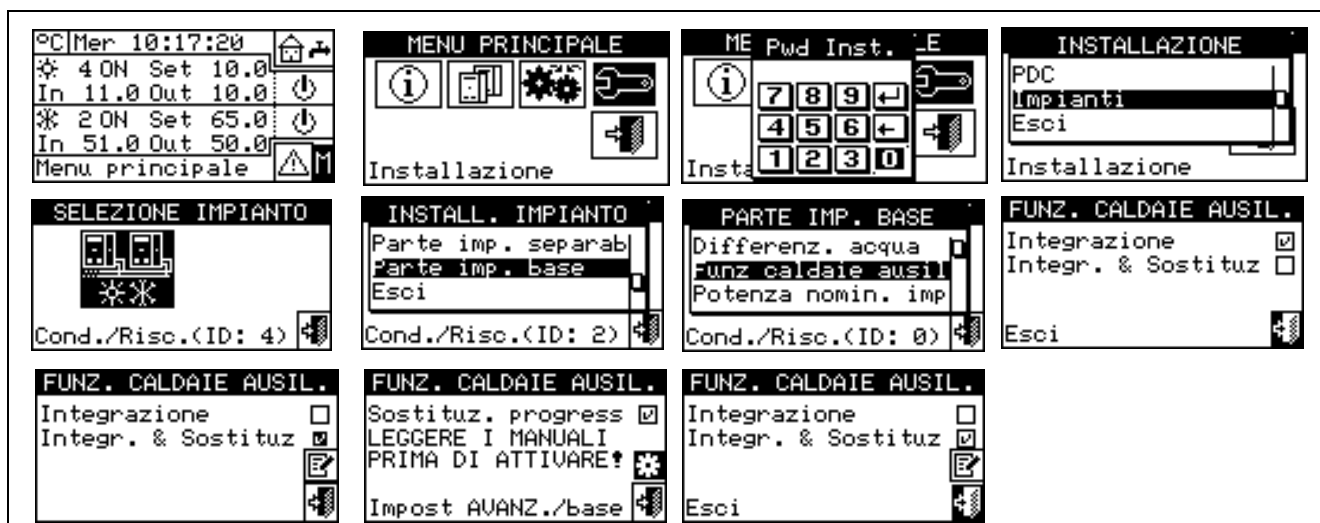 °C Mer 10:17:20
4 ON Set 10.0
In 11.0 Out 10.0
2 ON Set 65.0
In 51.0 Out 50.0
Menu principale M
MENU PRINCIPALE
i
Installazione
ME Pwd Inst. LE
i
7 8 9
4 5 6
1 2 3 0
Insta
INSTALLAZIONE
PDC
Impianti
Esci
Installazione
SELEZIONE IMPIANTO
Cond./Risc.(ID: 4)
INSTALL. IMPIANTO
Parte imp. separab
Parte imp. base
Esci
Cond./Risc.(ID: 2)
PARTE IMP. BASE
Differenz. acqua
Funz caldaie ausil
Potenza nomin. imp
Cond./Risc.(ID: 0)
FUNZ. CALDAIE AUSIL.
Integrazione
Integr. & Sostituz
Esci
FUNZ. CALDAIE AUSIL.
Integrazione
Integr. & Sostituz
FUNZ. CALDAIE AUSIL.
Sostituz. progress
LEGGERE I MANUALI
PRIMA DI ATTIVARE!
Impost AVANZ./base
FUNZ. CALDAIE AUSIL.
Integrazione
Integr. & Sostituz
Esci